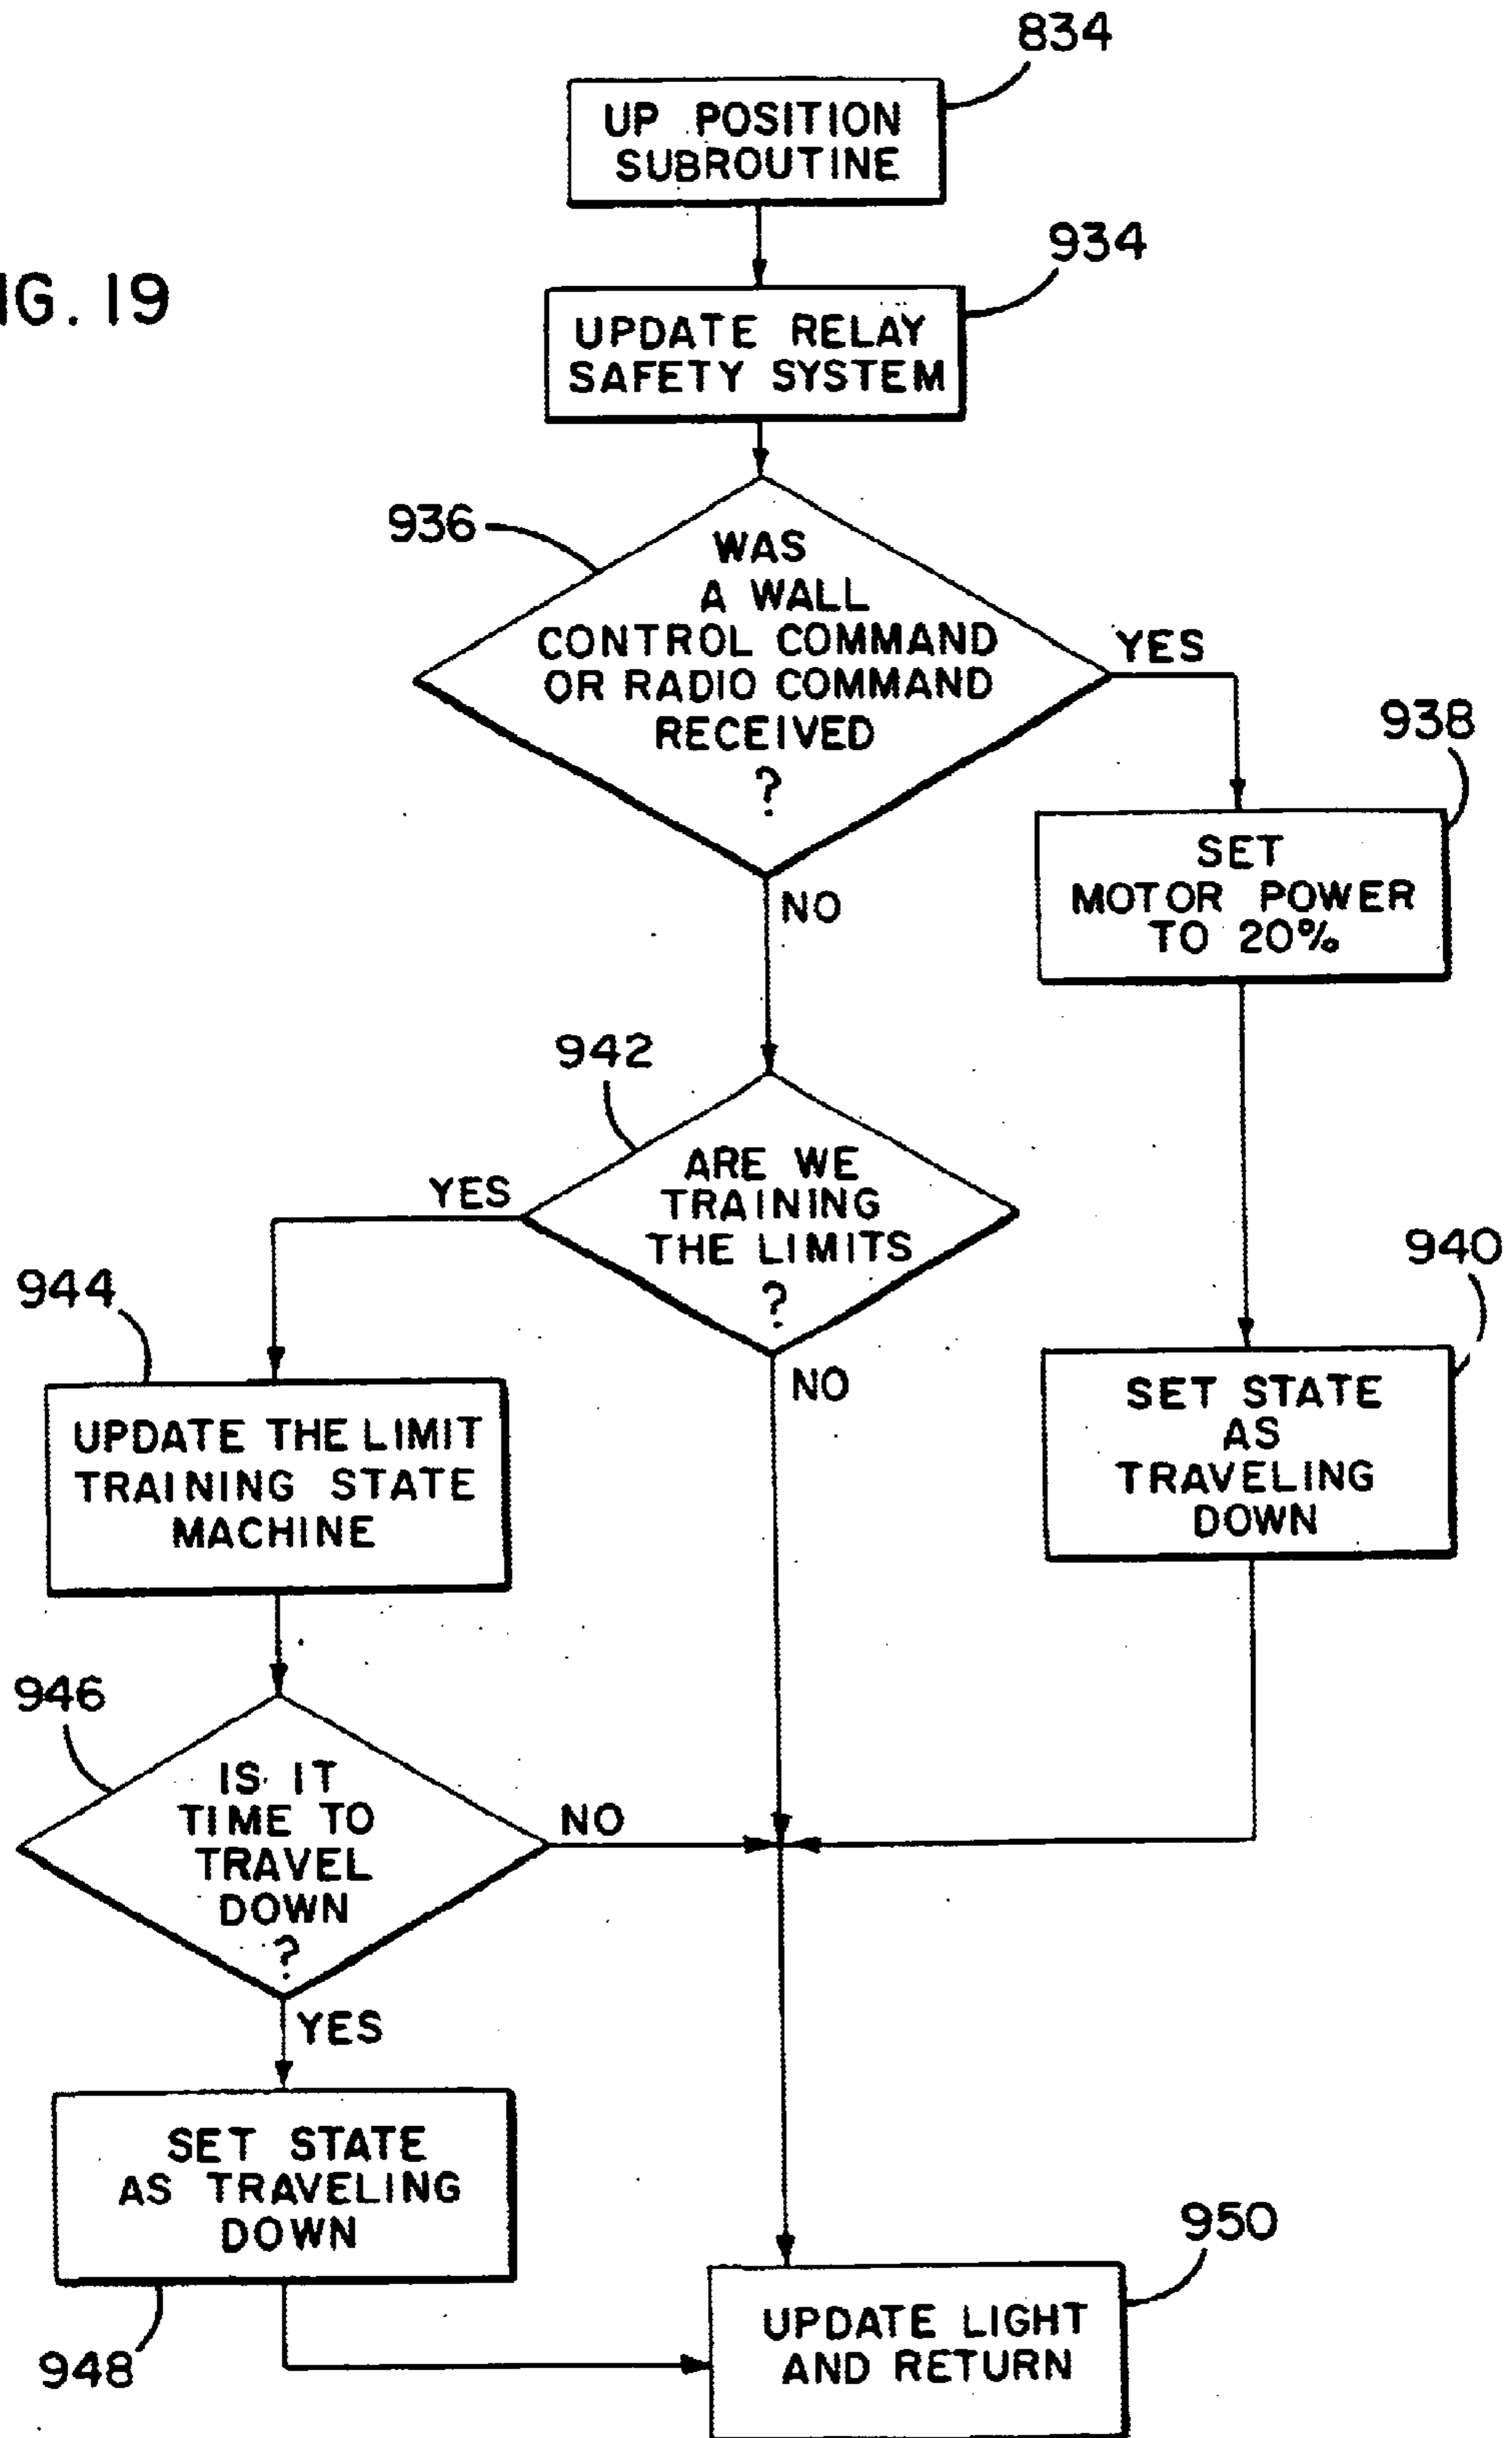 834
UP POSITION
SUBROUTINE
934
IG. 19
UPDATE RELAY
SAFETY SYSTEM
936
WAS
A WALL
CONTROL COMMAND
OR RADIO COMMAND
RECEIVED
?
YES
938
SET
MOTOR POWER
TO 20%
NO
942
ARE WE
TRAINING
THE LIMITS
?
YES
940
944
NO
SET STATE
AS
TRAVELING
DOWN
UPDATE THE LIMIT
TRAINING STATE
MACHINE
946
IS IT
TIME TO
TRAVEL
DOWN
?
NO
YES
SET STATE
AS TRAVELING
DOWN
948
950
UPDATE LIGHT
AND RETURN